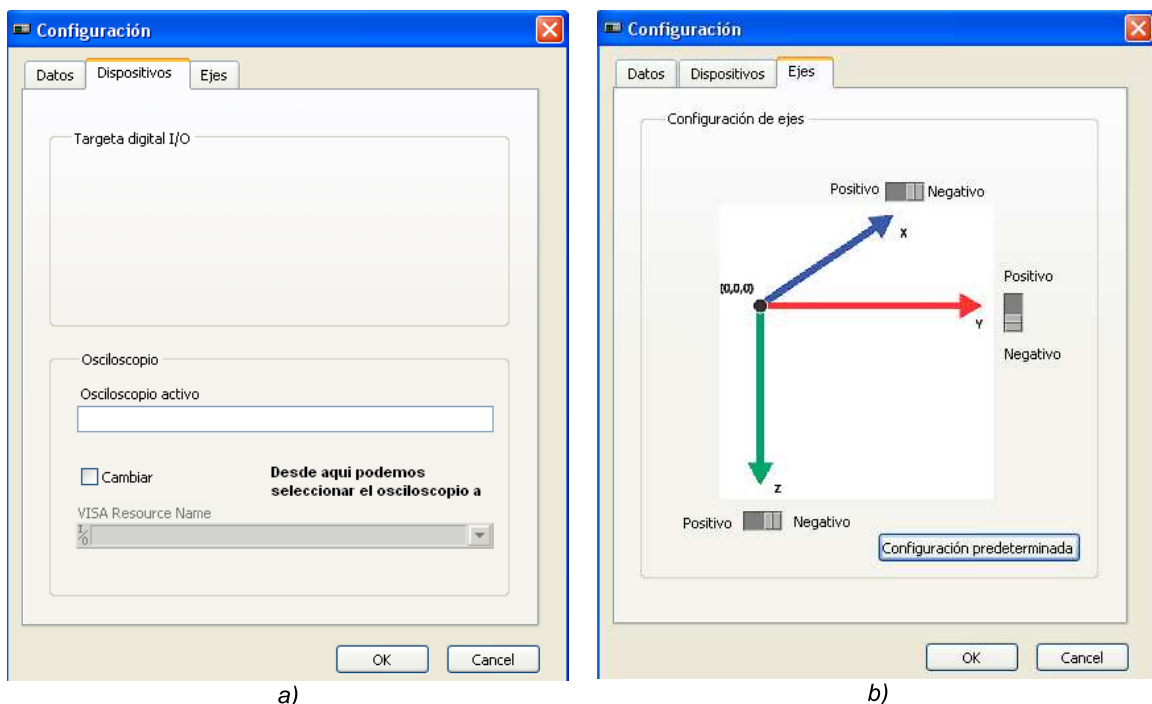 Configuración
Datos Dispositivos Ejes
Targeta digital I/O
Osciloscopio
Osciloscopio activo
Cambiar
Desde aqui podemos
seleccionar el osciloscopio a
VISA Resource Name
I/O
OK Cancel
a)
Configuración
Datos Dispositivos Ejes
Configuración de ejes
Positivo Negativo
X
[0,0,0)
Positivo
Y
Negativo
Z
Positivo Negativo
Configuración predeterminada
OK Cancel
b)